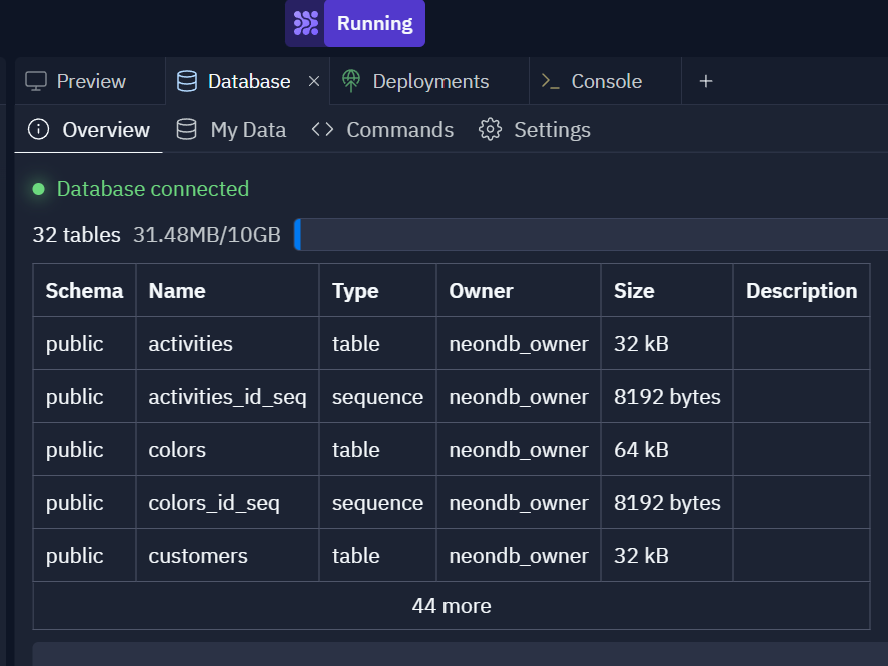 Running
Preview Database × Deployments >_ Console +
Overview My Data <> Commands Settings
Database connected
32 tables 31.48MB/10GB
Schema Name Type Owner Size Description
public activities table neondb_owner 32 kB
public activities_id_seq sequence neondb_owner 8192 bytes
public colors table neondb_owner 64 kB
public colors_id_seq sequence neondb_owner 8192 bytes
public customers table neondb_owner 32 kB
44 more